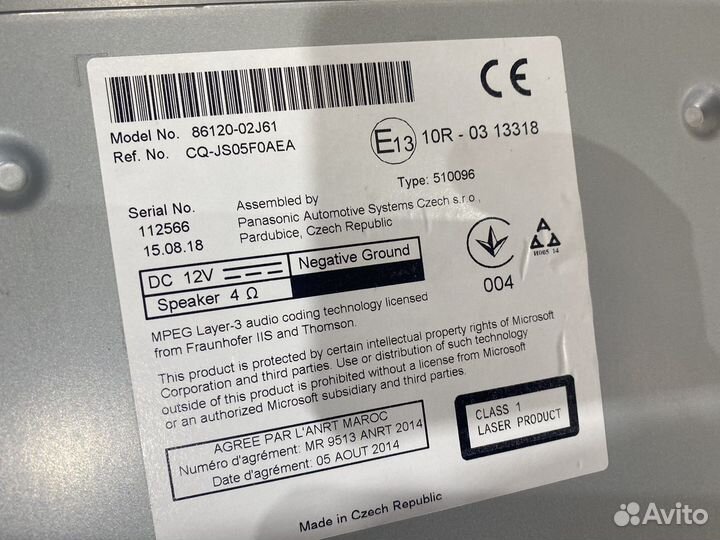 CE
Model No. 86120-02J61
Ref. No. CQ-JS05F0AEA
E13 10R - 03 13318
Type: 510096
Serial No.
112566
15.08.18
Assembled by
Panasonic Automotive Systems Czech s.r.o.,
Pardubice, Czech Republic
DC 12V
Negative Ground
Speaker 4 Ω
004
И005 14
MPEG Layer-3 audio coding technology licensed
from Fraunhofer IIS and Thomson.
This product is protected by certain intellectual property rights of Microsoft
Corporation and third parties. Use or distribution of such technology
outside of this product is prohibited without a license from Microsoft
or an authorized Microsoft subsidiary and third parties.
AGREE PAR L'ANRT MAROC
Numéro d'agrément: MR 9513 ANRT 2014
Date d'agrément: 05 AOUT 2014
CLASS 1
LASER PRODUCT
Made in Czech Republic
Avito